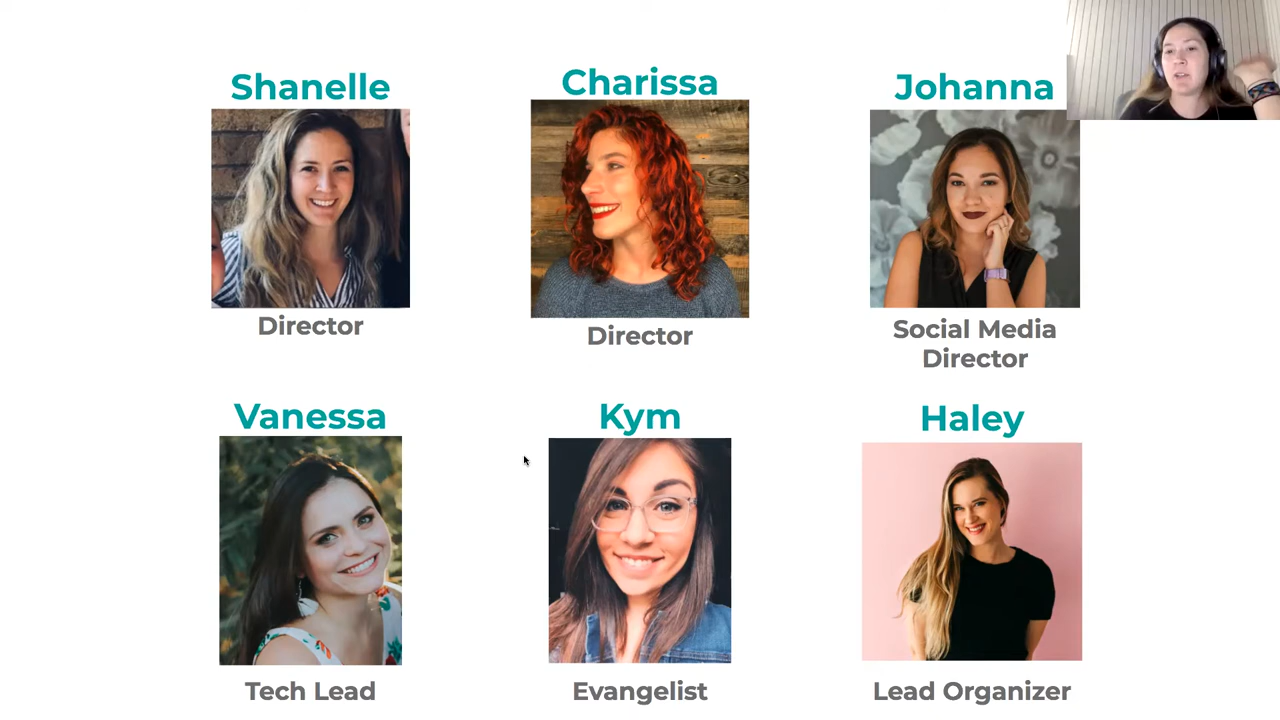 Shanelle
Charissa
Johanna
Director
Director
Social Media
Director
Vanessa
Kym
Haley
Tech Lead
Evangelist
Lead Organizer